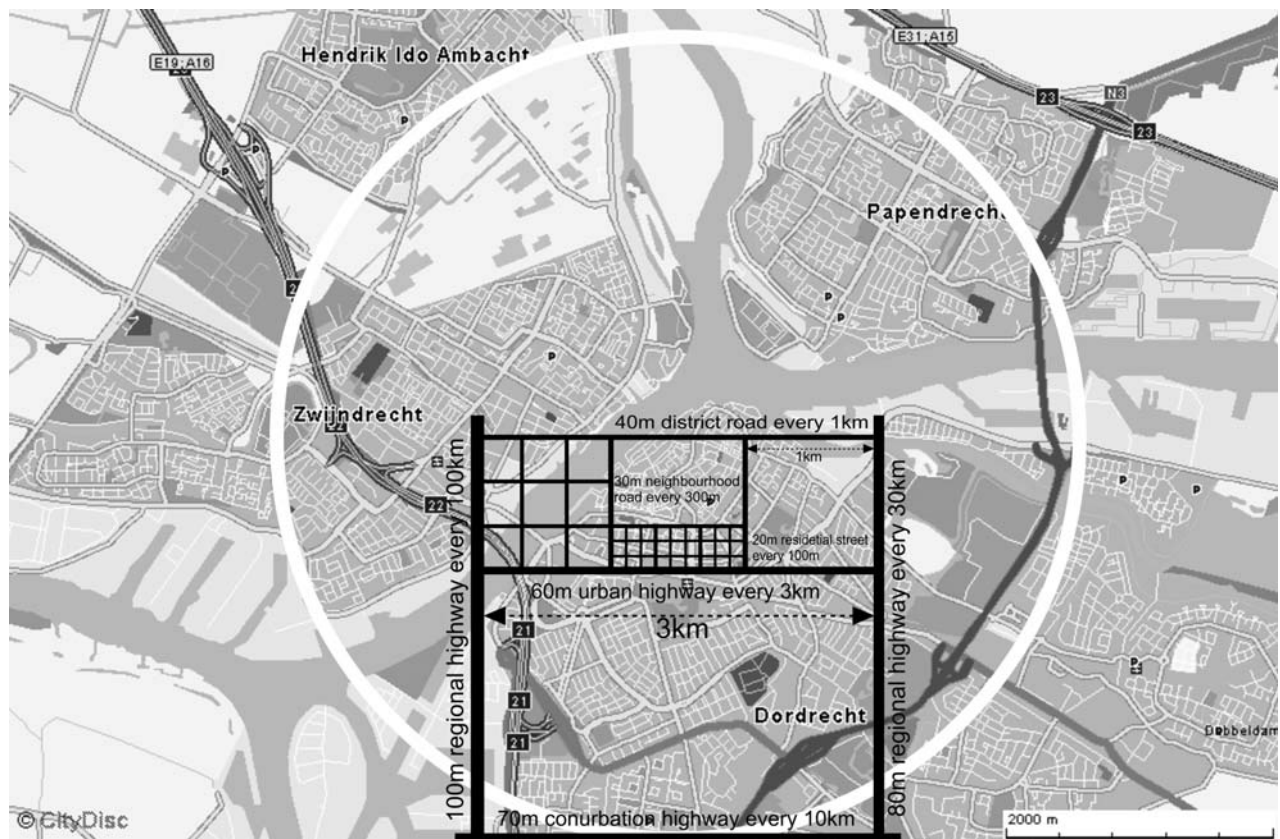 E19;A16
20
Hendrik Ido Ambacht
E31;A15
23
N3
23
P
P
Papendrecht
P
P
P
Zwijndrecht
22
22
40m district road every 1km
1km
30m neighbourhood
road every 300m
P
P
P
20m residetial street
every 100m
100m regional highway every 100km
80m regional highway every 30km
60m urban highway every 3km
3km
21
21
21
P
Dordrecht
Dubbeldam
70m conurbation highway every 10km
2000 m
© CityDisc